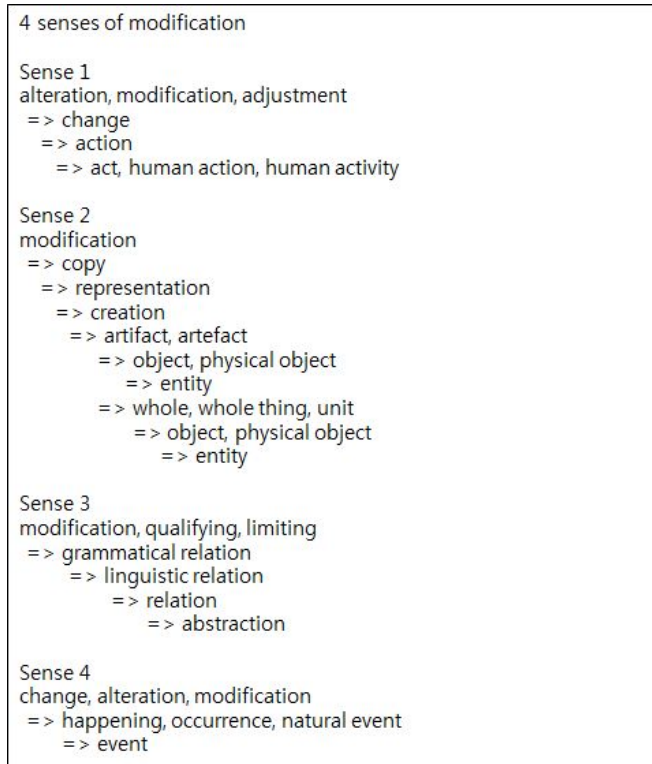 4 senses of modification
Sense 1
alteration, modification, adjustment
=> change
=> action
=> act, human action, human activity
Sense 2
modification
=> copy
=> representation
=> creation
=> artifact, artefact
=> object, physical object
=> entity
=> whole, whole thing, unit
=> object, physical object
=> entity
Sense 3
modification, qualifying, limiting
=> grammatical relation
=> linguistic relation
=> relation
=> abstraction
Sense 4
change, alteration, modification
=> happening, occurrence, natural event
=> event